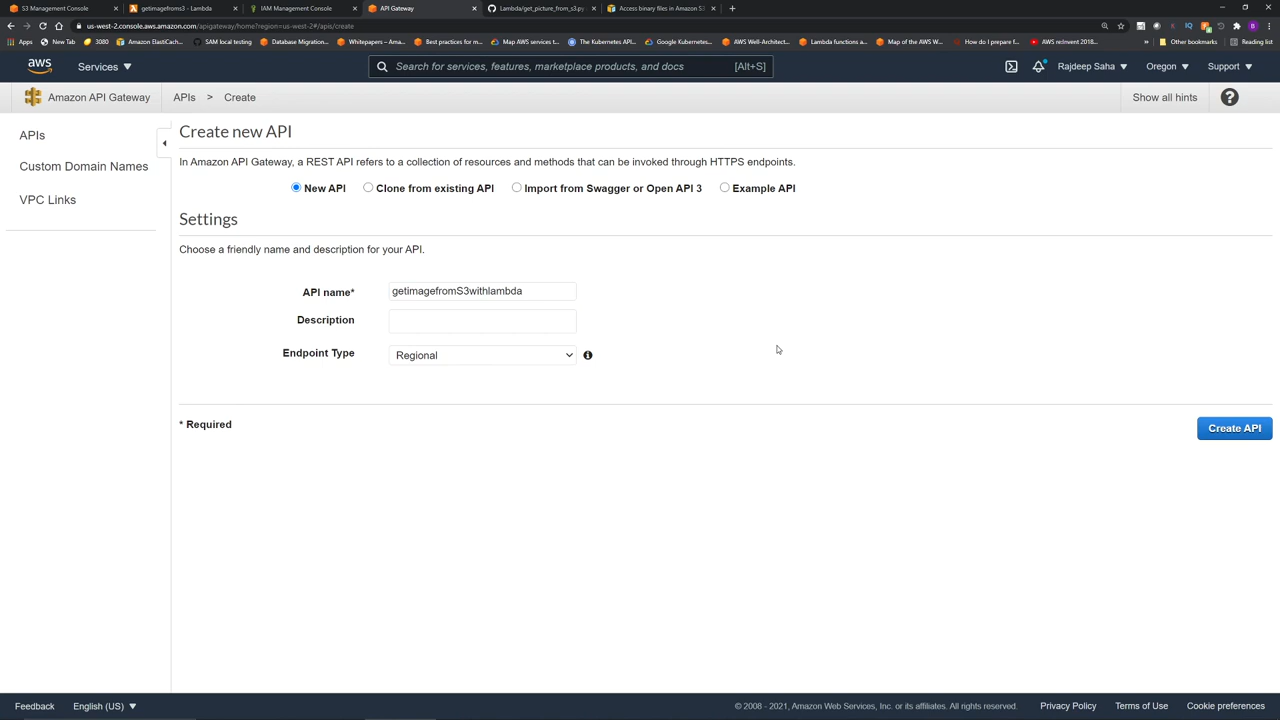 S3 Management Console
getimagefroms3 - Lambda
IAM Management Console
API Gateway
Lambda/get_picture_from_s3.py
Access binary files in Amazon S3
us-west-2.console.aws.amazon.com/apigateway/home?region=us-west-2#/apis/create
Apps
New Tab
3080
Amazon ElastiCach...
SAM local testing
Database Migration...
Whitepapers – Ama...
Best practices for m...
Map AWS services...
The Kubernetes API...
Google Kubernetes...
AWS Well-Architect...
Lambda functions a...
Map of the AWS W...
How do I prepare f...
AWS re:Invent 2018...
»
Other bookmarks
Reading list
aws
Services
Search for services, features, marketplace products, and docs
[Alt+S]
Rajdeep Saha
Oregon
Support
Amazon API Gateway
APIs > Create
Show all hints
?
APIs
Custom Domain Names
VPC Links
Create new API
In Amazon API Gateway, a REST API refers to a collection of resources and methods that can be invoked through HTTPS endpoints.
New API
Clone from existing API
Import from Swagger or Open API 3
Example API
Settings
Choose a friendly name and description for your API.
API name*
getimagefromS3withlambda
Description
Endpoint Type
Regional
* Required
Create API
Feedback
English (US)
© 2008 - 2021, Amazon Web Services, Inc. or its affiliates. All rights reserved.
Privacy Policy
Terms of Use
Cookie preferences